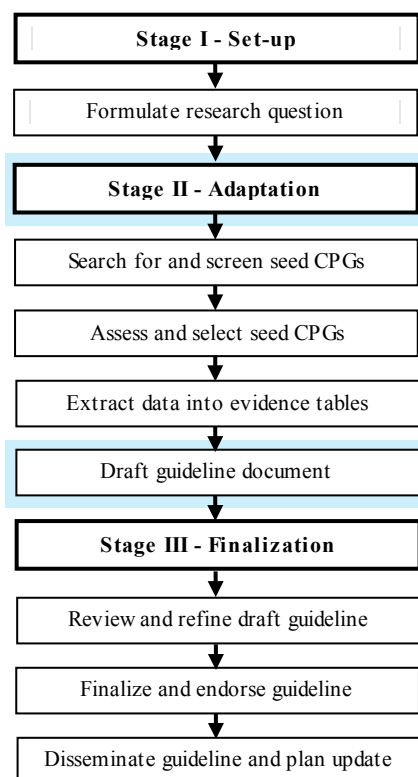 Stage I - Set-up
Formulate research question
Stage II - Adaptation
Search for and screen seed CPGs
Assess and select seed CPGs
Extract data into evidence tables
Draft guideline document
Stage III - Finalization
Review and refine draft guideline
Finalize and endorse guideline
Disseminate guideline and plan update